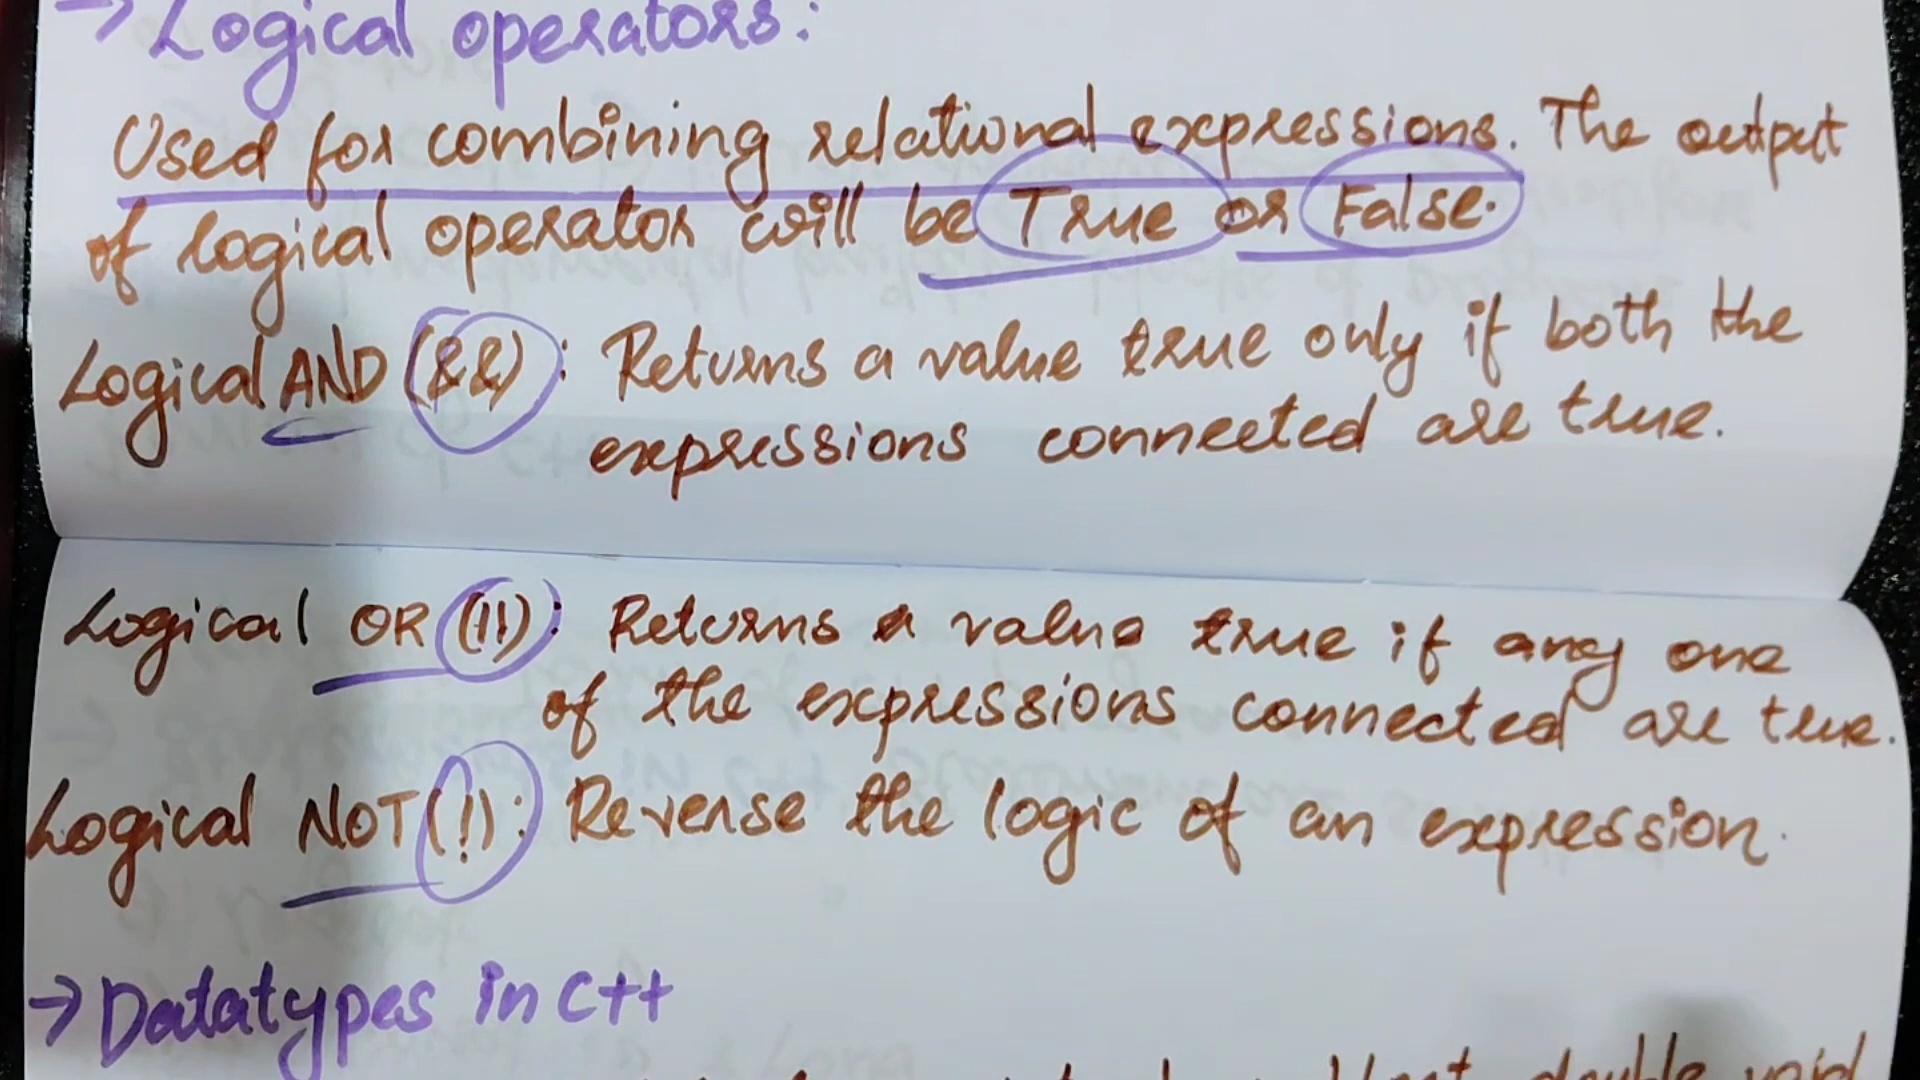 → Logical operators:
Used for combining relational expressions. The output
of logical operator will be True or False.
Logical AND (&&) : Returns a value true only if both the
expressions connected are true.
Logical OR (||) : Returns a value true if any one
of the expressions connected are true.
Logical NOT (!) : Reverse the logic of an expression.
→ Datatypes in C++
double void